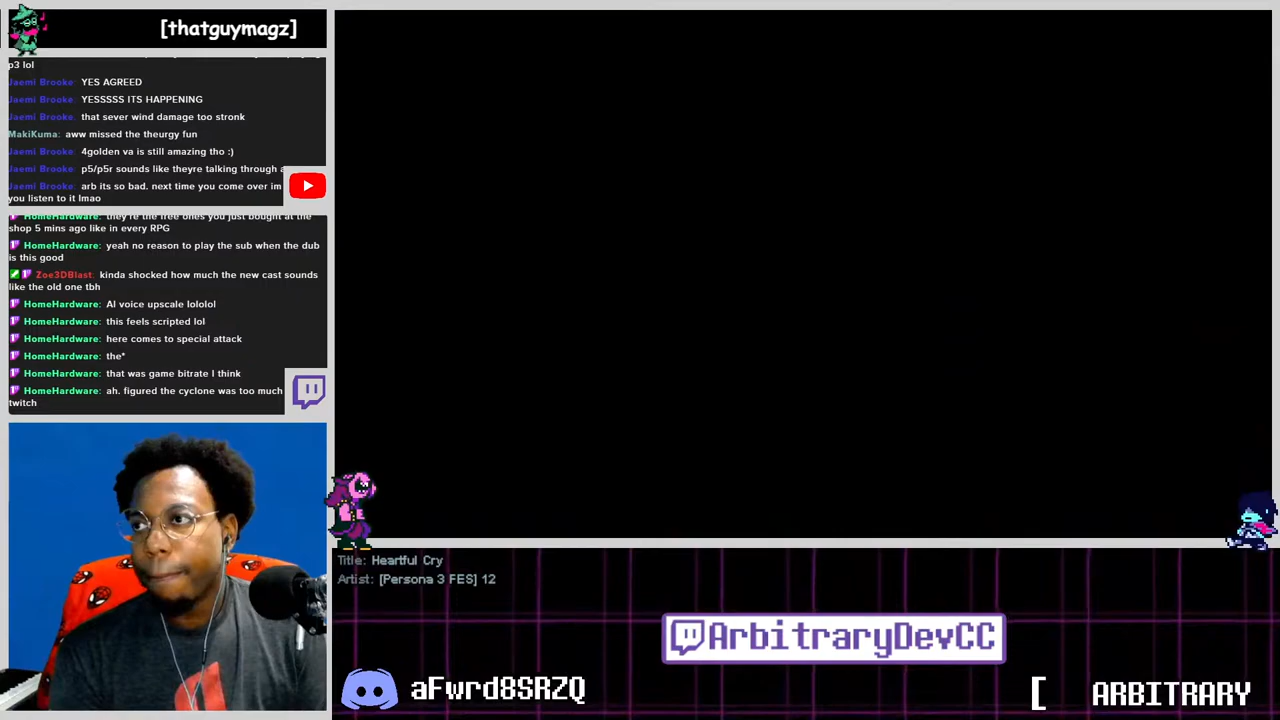 [thatguymagz]
p3 lol
Jaemi Brooke: YES AGREED
Jaemi Brooke: YESSSSS ITS HAPPENING
Jaemi Brooke: that sever wind damage too stronk
MakiKuma: aww missed the theurgy fun
Jaemi Brooke: 4golden va is still amazing tho :)
Jaemi Brooke: p5/p5r sounds like theyre talking through
Jaemi Brooke: arb its so bad. next time you come over im
you listen to it lmao
HomeHardware: they're the free ones you just bought at the
shop 5 mins ago like in every RPG
HomeHardware: yeah no reason to play the sub when the dub
is this good
Zoe3DBlast: kinda shocked how much the new cast sounds
like the old one tbh
HomeHardware: AI voice upscale lololol
HomeHardware: this feels scripted lol
HomeHardware: here comes to special attack
HomeHardware: the*
HomeHardware: that was game bitrate I think
HomeHardware: ah. figured the cyclone was too much
twitch
Title: Heartful Cry
Artist: [Persona 3 FES] 12
ArbitraryDevCC
aFwrd8SRZQ
[ ARBITRARY